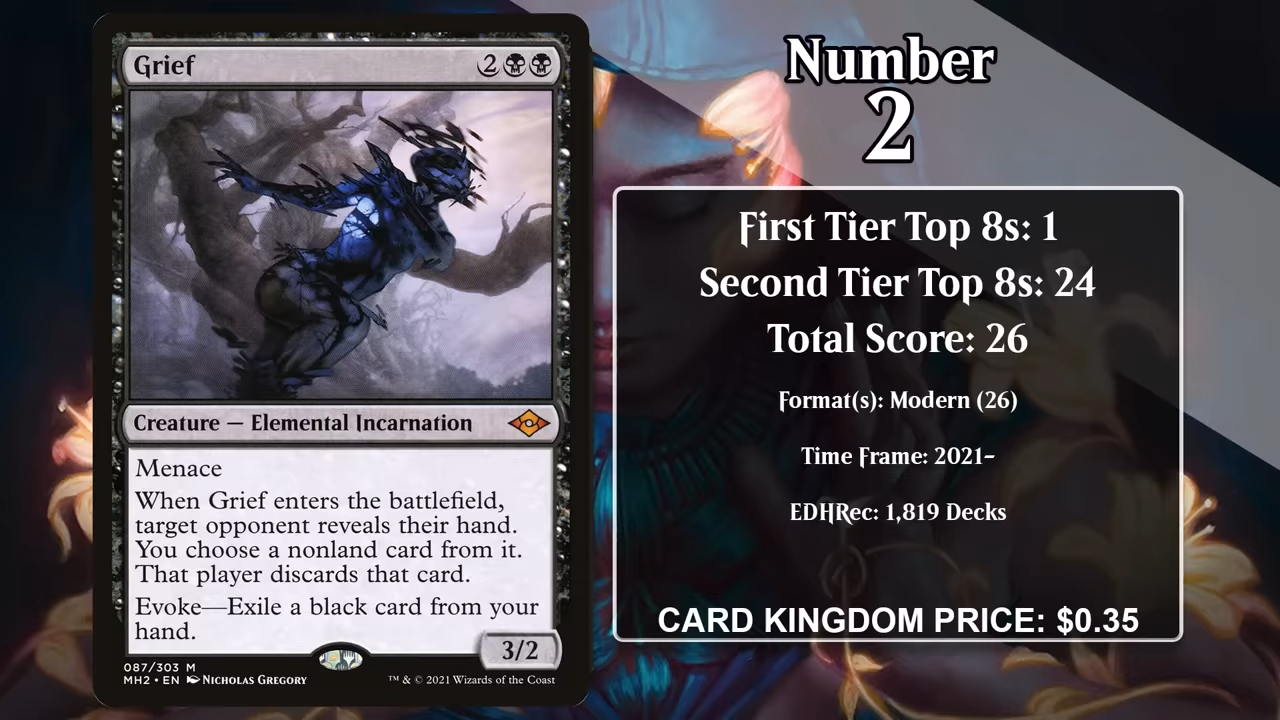 Grief 2
Menace
When Grief enters the battlefield,
target opponent reveals their hand.
You choose a nonland card from it.
That player discards that card.
Evoke—Exile a black card from your
hand.
Creature — Elemental Incarnation
3/2
087/303 M
MH2 • EN Nicholas Gregory
™ & © 2021 Wizards of the Coast
Number
2
First Tier Top 8s: 1
Second Tier Top 8s: 24
Total Score: 26
Format(s): Modern (26)
Time Frame: 2021-
EDHRec: 1,819 Decks
CARD KINGDOM PRICE: $0.35